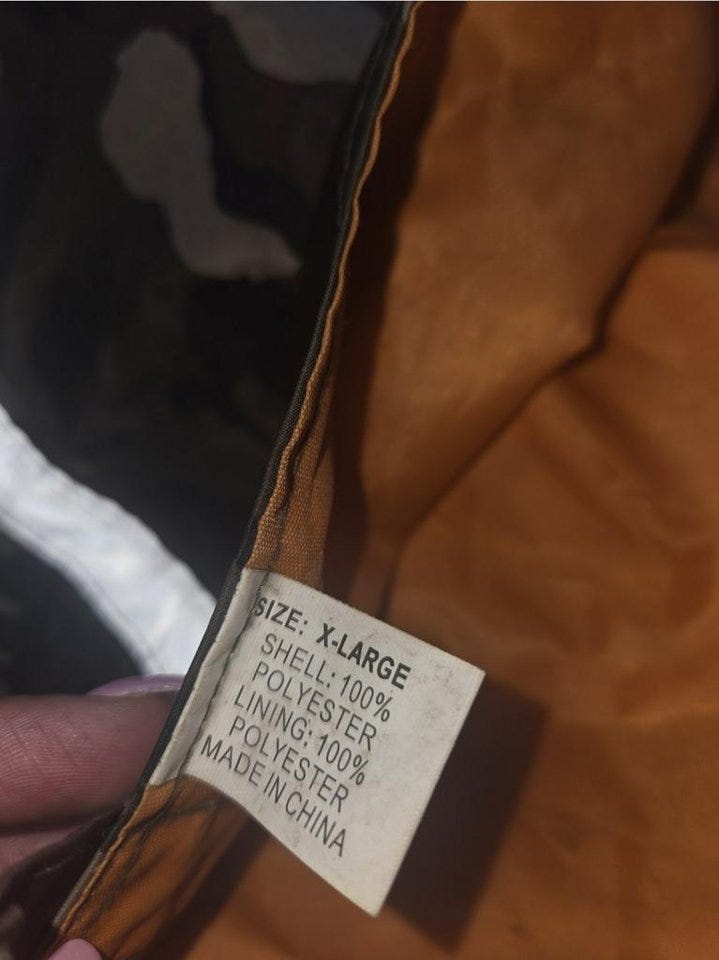 SIZE: X-LARGE
SHELL: 100%
POLYESTER
LINING: 100%
POLYESTER
MADE IN CHINA